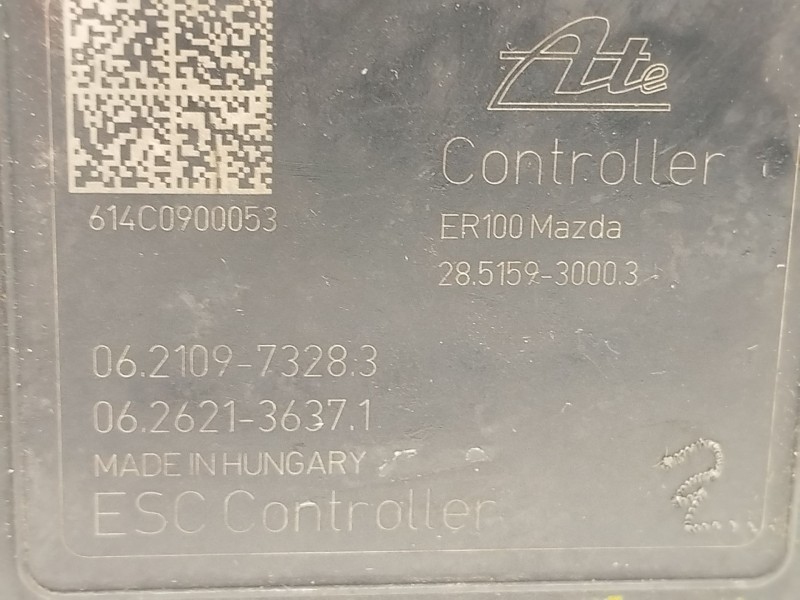 Ate
Controller
614C0900053
ER100 Mazda
28.5159-3000.3
06.2109-7328.3
06.2621-3637.1
MADE IN HUNGARY
ESC Controller
2